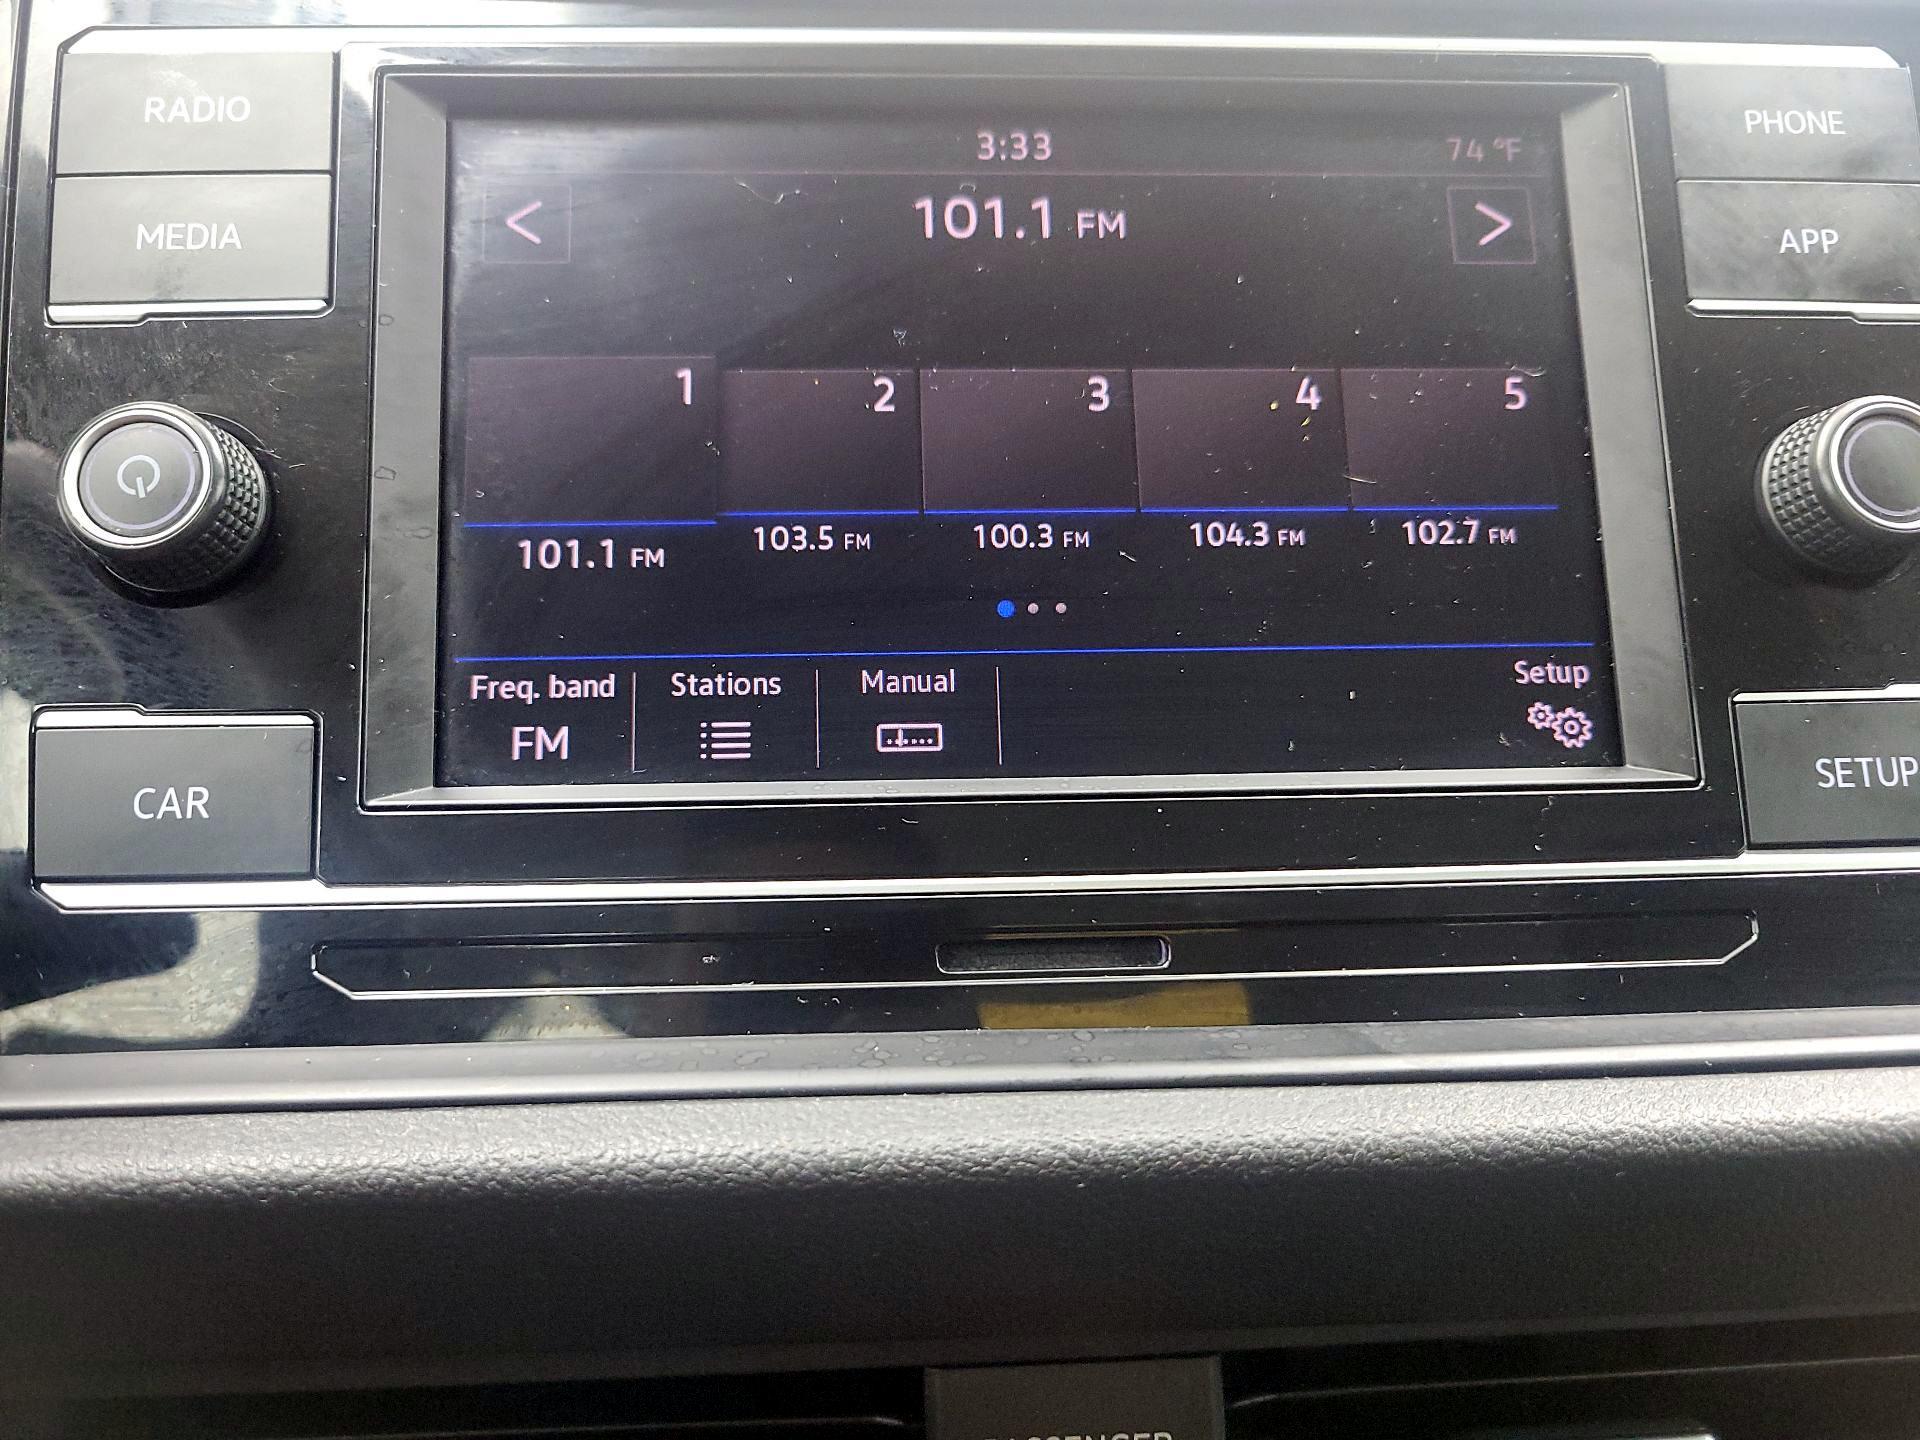 RADIO
MEDIA
PHONE
APP
3:33
74 °F
<
101.1 FM
>
1
2
3
4
5
101.1 FM
103.5 FM
100.3 FM
104.3 FM
102.7 FM
Freq. band
FM
Stations
Manual
Setup
CAR
SETUP
PASSENGER